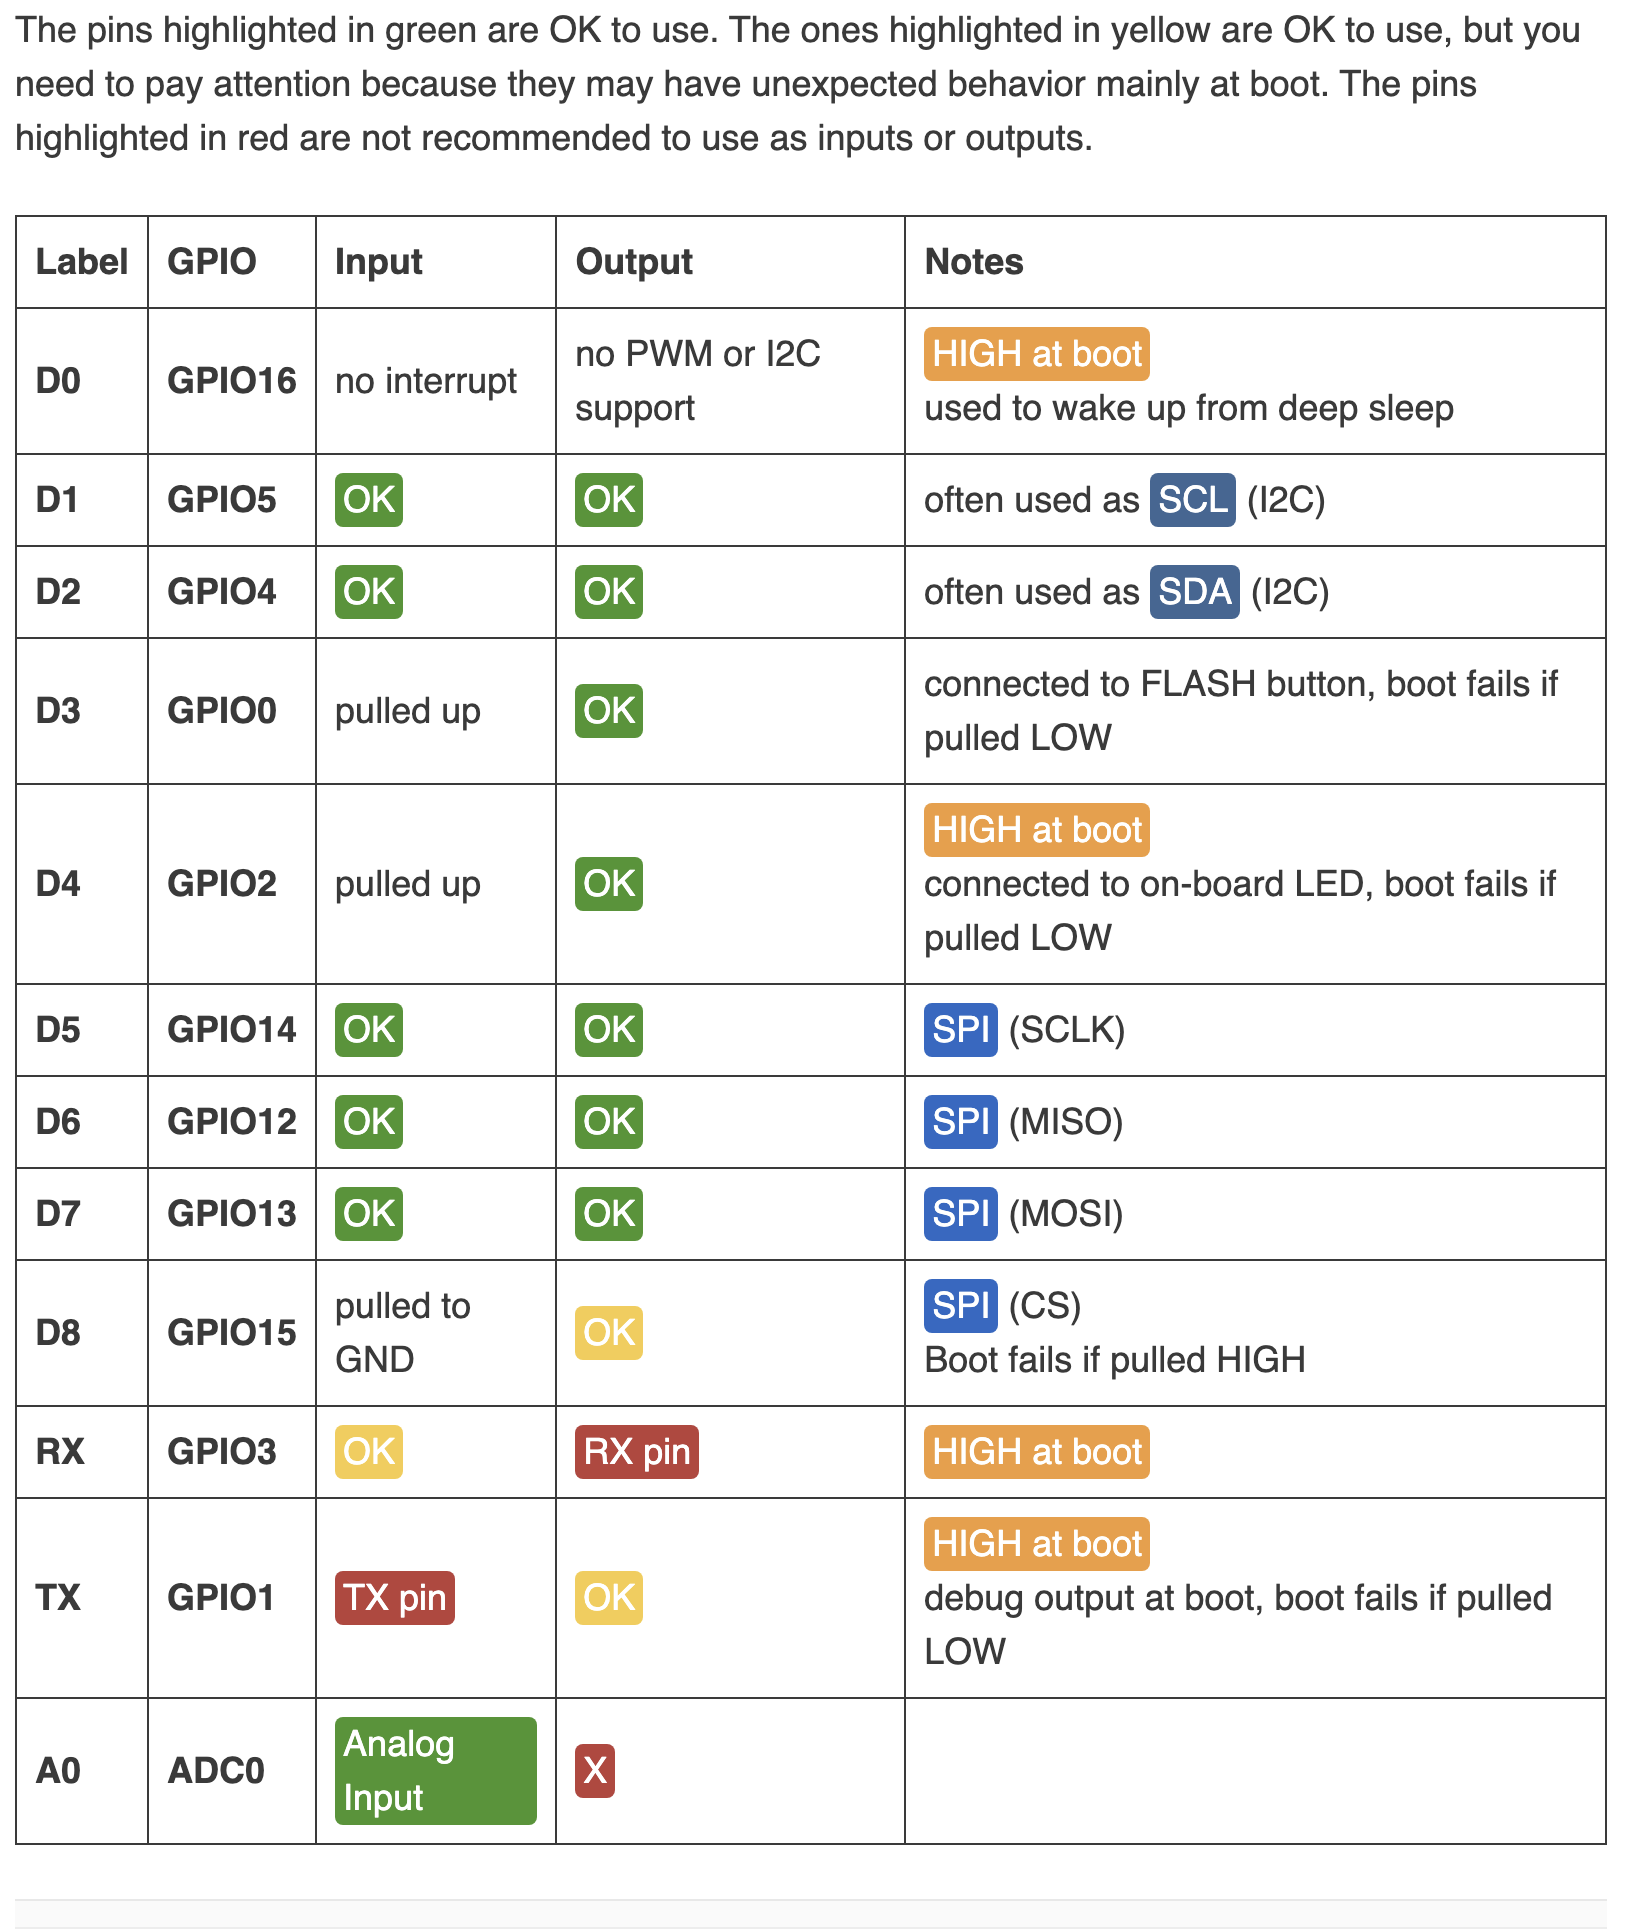 The pins highlighted in green are OK to use. The ones highlighted in yellow are OK to use, but you
need to pay attention because they may have unexpected behavior mainly at boot. The pins
highlighted in red are not recommended to use as inputs or outputs.
Label GPIO Input Output Notes
D0 GPIO16 no interrupt no PWM or I2C support HIGH at boot
used to wake up from deep sleep
D1 GPIO5 OK OK often used as SCL (I2C)
D2 GPIO4 OK OK often used as SDA (I2C)
D3 GPIO0 pulled up OK connected to FLASH button, boot fails if
pulled LOW
D4 GPIO2 pulled up OK HIGH at boot
connected to on-board LED, boot fails if
pulled LOW
D5 GPIO14 OK OK SPI (SCLK)
D6 GPIO12 OK OK SPI (MISO)
D7 GPIO13 OK OK SPI (MOSI)
D8 GPIO15 pulled to GND OK SPI (CS)
Boot fails if pulled HIGH
RX GPIO3 OK RX pin HIGH at boot
TX GPIO1 TX pin OK HIGH at boot
debug output at boot, boot fails if pulled
LOW
A0 ADC0 Analog Input X